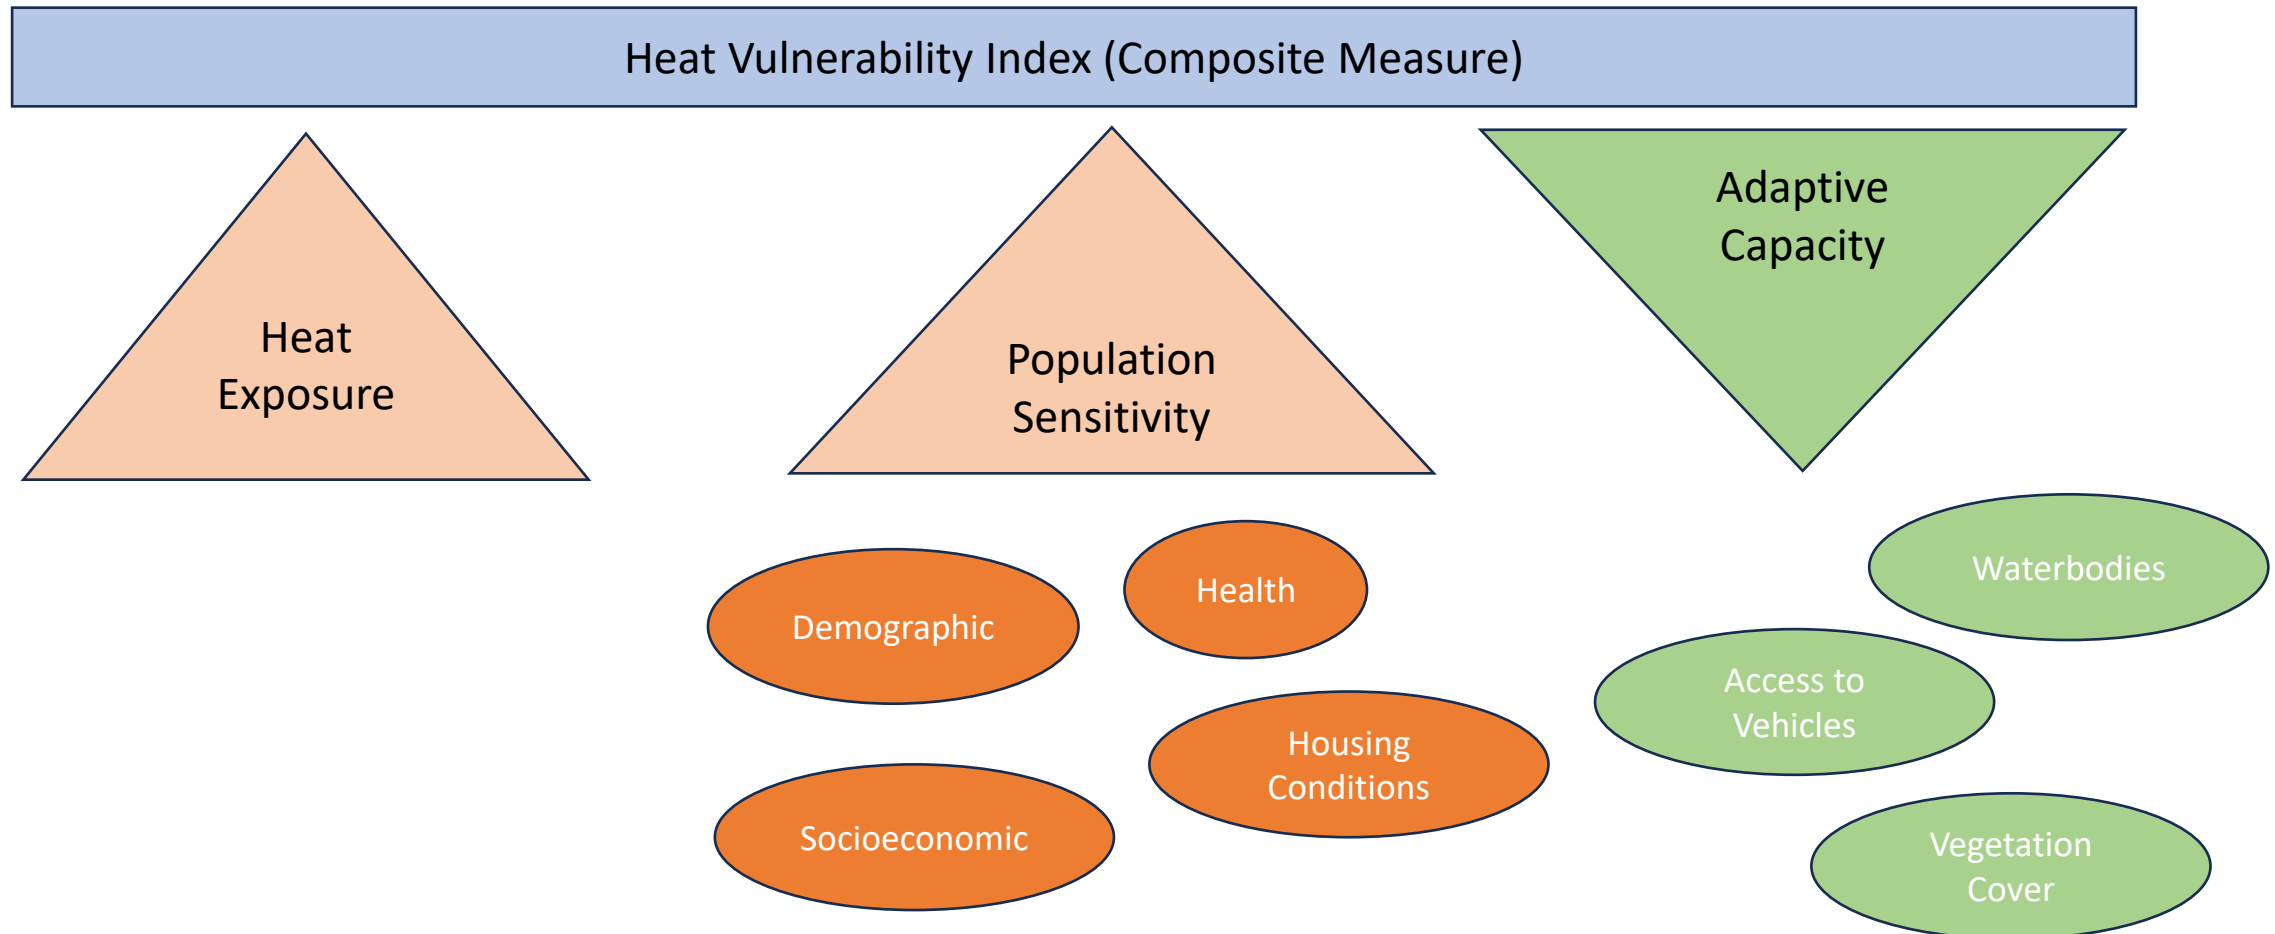 Heat Vulnerability Index (Composite Measure)
Heat
Exposure
Population
Sensitivity
Adaptive
Capacity
Demographic
Health
Socioeconomic
Housing
Conditions
Waterbodies
Access to
Vehicles
Vegetation
Cover